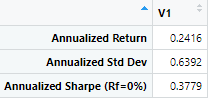 V1
Annualized Return 0.2416
Annualized Std Dev 0.6392
Annualized Sharpe (Rf=0%) 0.3779